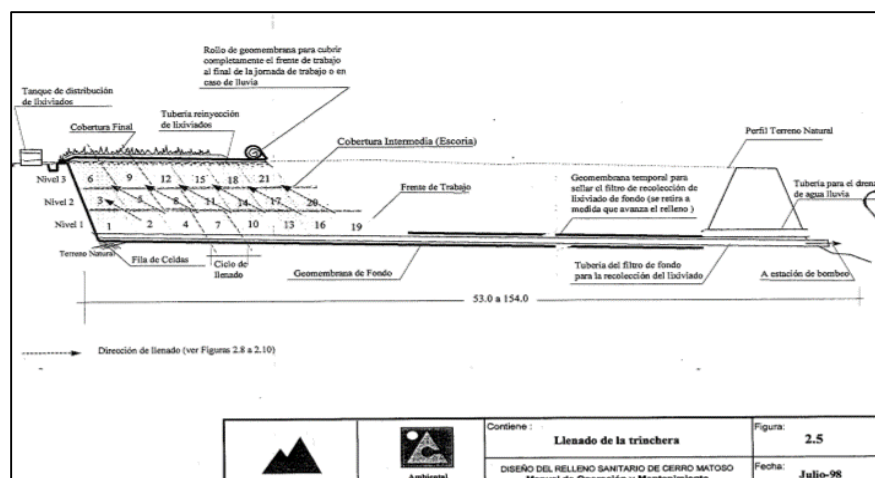 Rollo de geomembrana para cubrir
completamente el frente de trabajo
al final de la jornada de trabajo o en
caso de lluvia
Tanque de distribución
de lixiviados
Tubería reinyección
de lixiviados
Cobertura Final
Cobertura Intermedia (Escoria)
Perfil Terreno Natural
Geomembrana temporal para
sellar el filtro de recolección de
lixiviado de fondo (se retira a
medida que avanza el relleno )
Tubería para el drena
de agua lluvia
Frente de Trabajo
Nivel 3
6 9 12 15 18 21
Nivel 2
3 5 8 11 14 17 20
Nivel 1
1 2 4 7 10 13 16 19
Terreno Natural
Fila de Celdas
Ciclo de
llenado
Geomembrana de Fondo
Tubería del filtro de fondo
para la recolección del lixiviado
A estación de bombeo
53.0 a 154.0
Dirección de llenado (ver Figuras 2.8 a 2.10)
Contiene :
Llenado de la trinchera
Figura:
2.5
Ambiental
DISEÑO DEL RELLENO SANITARIO DE CERRO MATOSO
Manual de Operación y Mantenimiento
Fecha:
Julio-98